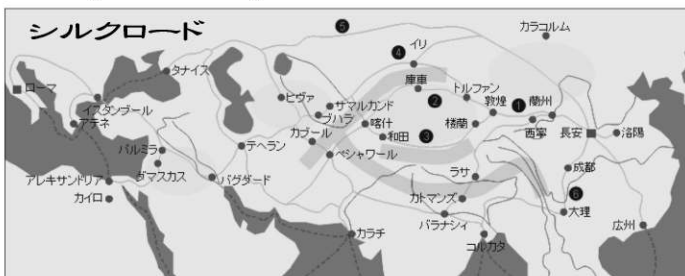 シルクロード
❺
カラコルム
❹
イリ
ローマ
タナイス
庫車
トルファン
ヒヴァ
サマルカンド
❷
敦煌
❶
蘭州
イスタンブール
ブハラ
アテネ
喀什
楼蘭
西寧
長安
洛陽
カブール
和田
❸
パルミラ
テヘラン
ペシャワール
ダマスカス
ラサ
成都
アレキサンドリア
バグダード
カトマンズ
❻
カイロ
大理
バラナシィ
カラチ
コルカタ
広州